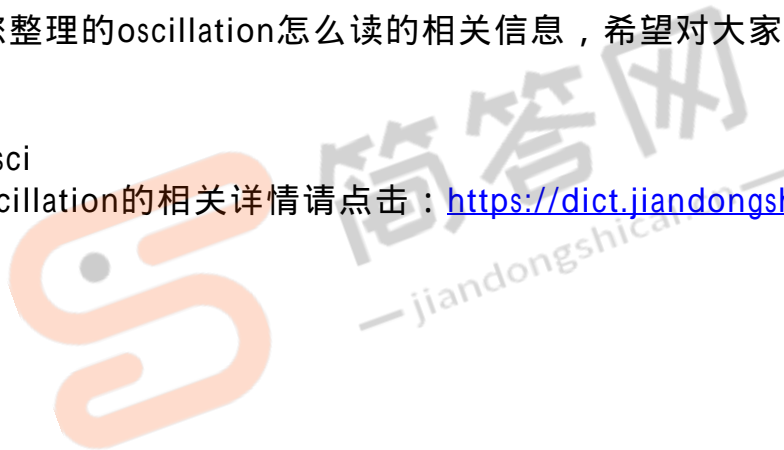 整理的oscillation怎么读的相关信息，希望对大家
sci
cillation的相关详情请点击：https://dict.jiandongsh
简答网
jiandongshican